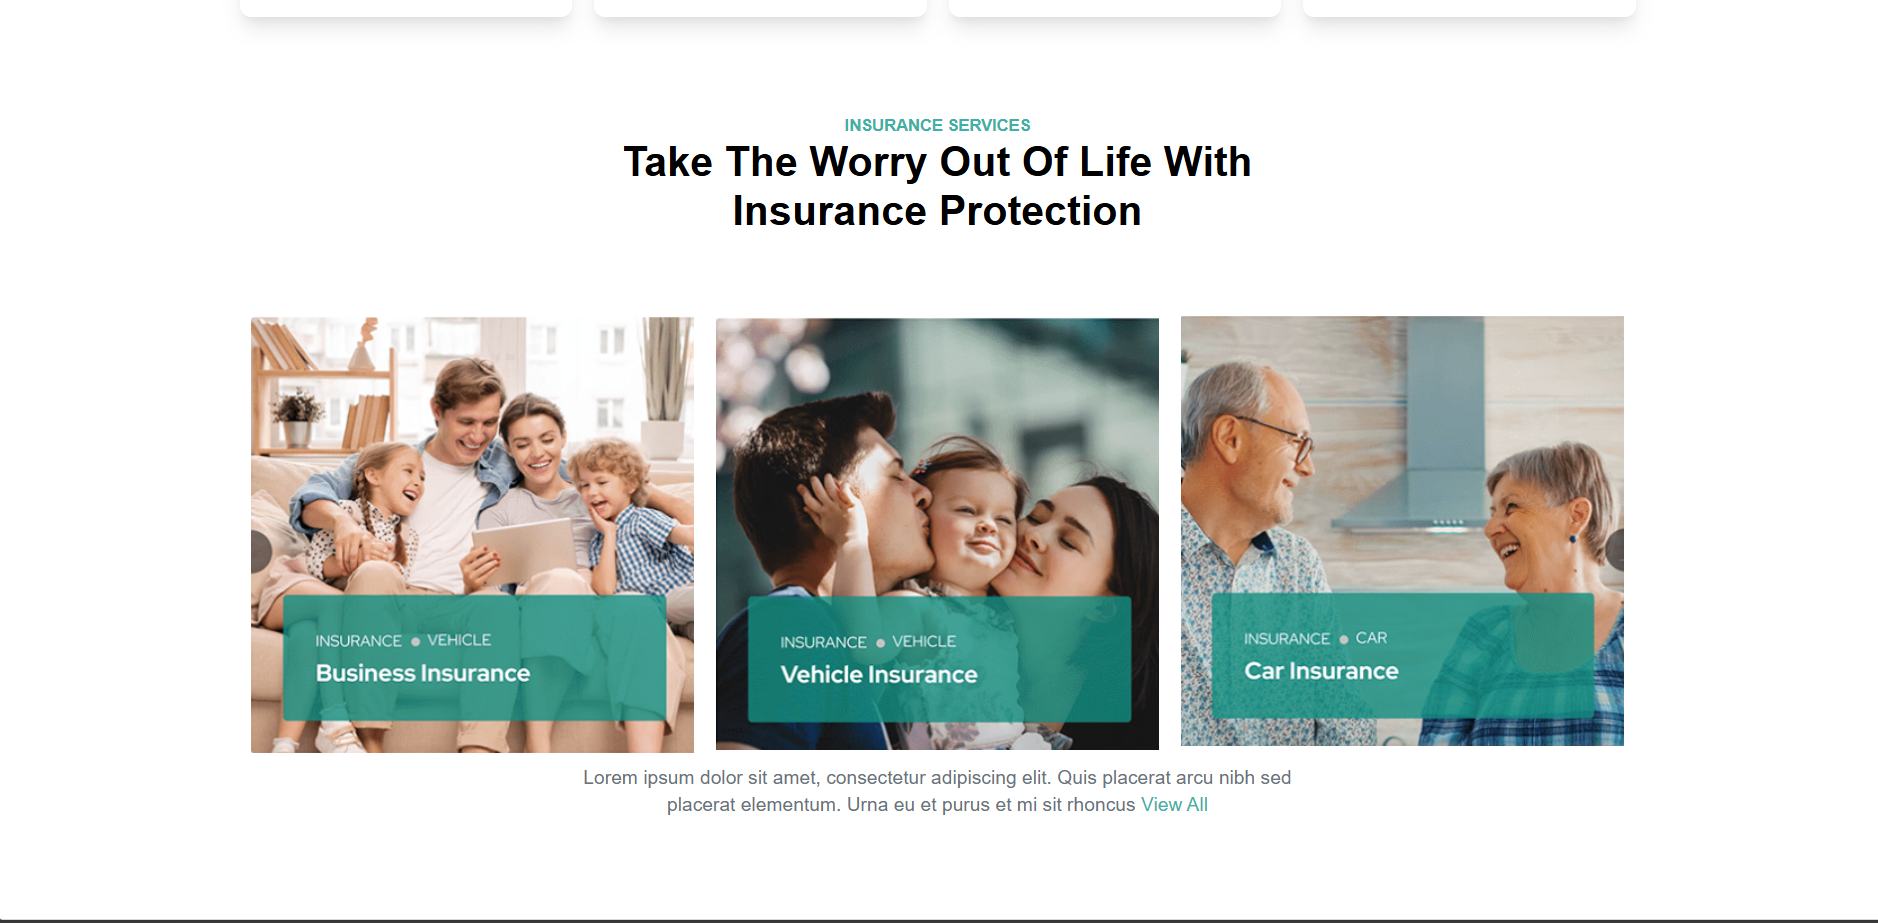 INSURANCE SERVICES
Take The Worry Out Of Life With
Insurance Protection
INSURANCE ● VEHICLE
Business Insurance
INSURANCE ● VEHICLE
Vehicle Insurance
INSURANCE ● CAR
Car Insurance
Lorem ipsum dolor sit amet, consectetur adipiscing elit. Quis placerat arcu nibh sed
placerat elementum. Urna eu et purus et mi sit rhoncus View All